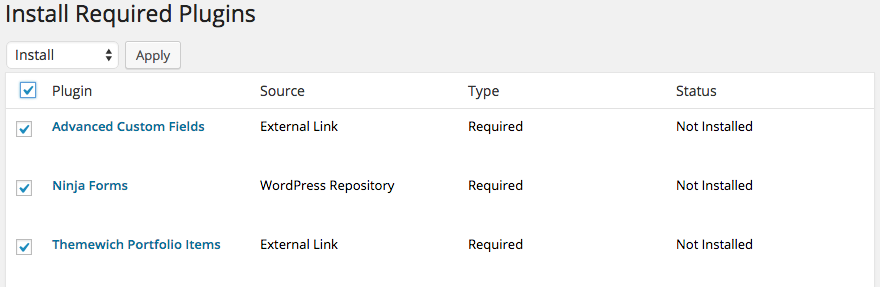 Install Required Plugins
Install Apply
Plugin Source Type Status
Advanced Custom Fields External Link Required Not Installed
Ninja Forms WordPress Repository Required Not Installed
Themewich Portfolio Items External Link Required Not Installed